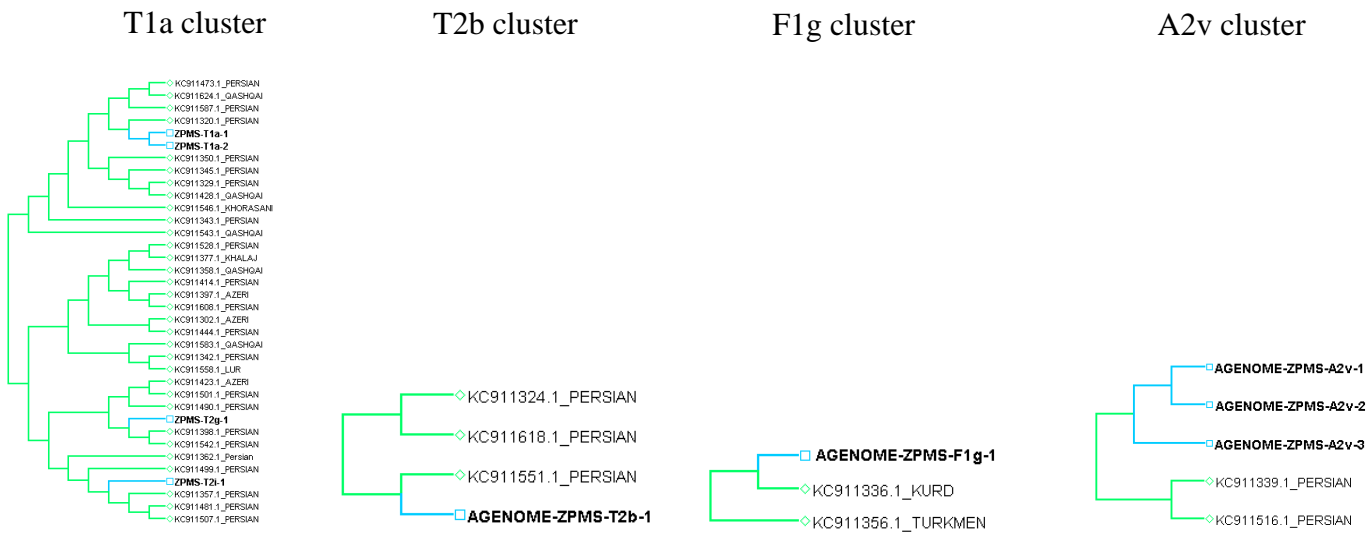 T1a cluster
T2b cluster
F1g cluster
A2v cluster
KC911473.1_PERSIAN
KC911624.1_QASHQAI
KC911587.1_PERSIAN
KC911320.1_PERSIAN
ZPMS-T1a-1
ZPMS-T1a-2
KC911350.1_PERSIAN
KC911345.1_PERSIAN
KC911329.1_PERSIAN
KC911428.1_QASHQAI
KC911546.1_KHORASANI
KC911343.1_PERSIAN
KC911543.1_QASHQAI
KC911528.1_PERSIAN
KC911377.1_KHALAJ
KC911358.1_QASHQAI
KC911414.1_PERSIAN
KC911397.1_AZERI
KC911608.1_PERSIAN
KC911302.1_AZERI
KC911444.1_PERSIAN
KC911583.1_QASHQAI
KC911342.1_PERSIAN
KC911558.1_LUR
KC911423.1_AZERI
KC911501.1_PERSIAN
KC911490.1_PERSIAN
ZPMS-T2g-1
KC911398.1_PERSIAN
KC911542.1_PERSIAN
KC911362.1_Persian
KC911499.1_PERSIAN
ZPMS-T2i-1
KC911357.1_PERSIAN
KC911481.1_PERSIAN
KC911507.1_PERSIAN
KC911324.1_PERSIAN
KC911618.1_PERSIAN
KC911551.1_PERSIAN
AGENOME-ZPMS-T2b-1
AGENOME-ZPMS-F1g-1
KC911336.1_KURD
KC911356.1_TURKMEN
AGENOME-ZPMS-A2v-1
AGENOME-ZPMS-A2v-2
AGENOME-ZPMS-A2v-3
KC911339.1_PERSIAN
KC911516.1_PERSIAN